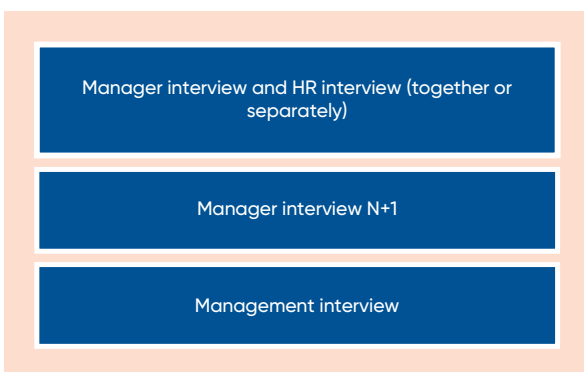 Manager interview and HR interview (together or
separately)
Manager interview N+1
Management interview